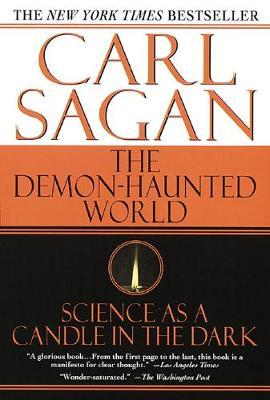 THE NEW YORK TIMES BESTSELLER
CARL
SAGAN
THE
DEMON-HAUNTED
WORLD
SCIENCE AS A
CANDLE IN THE DARK
"A glorious book...From the first page to the last, this book is a
manifesto for clear thought." —Los Angeles Times
"Wonder-saturated." —The Washington Post